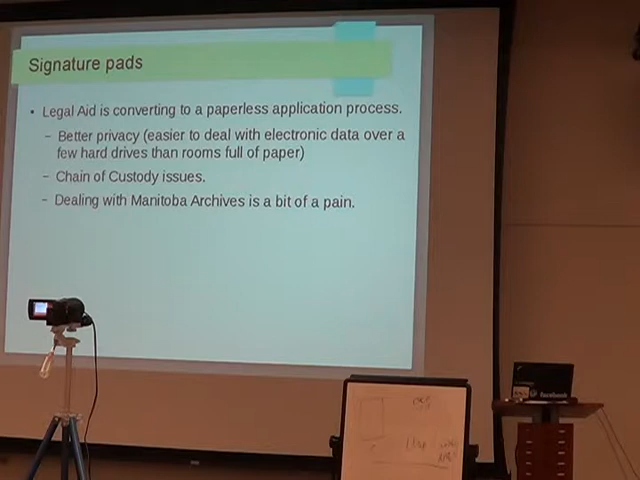 Signature pads
• Legal Aid is converting to a paperless application process.
– Better privacy (easier to deal with electronic data over a
few hard drives than rooms full of paper)
– Chain of Custody issues.
– Dealing with Manitoba Archives is a bit of a pain.
facebook